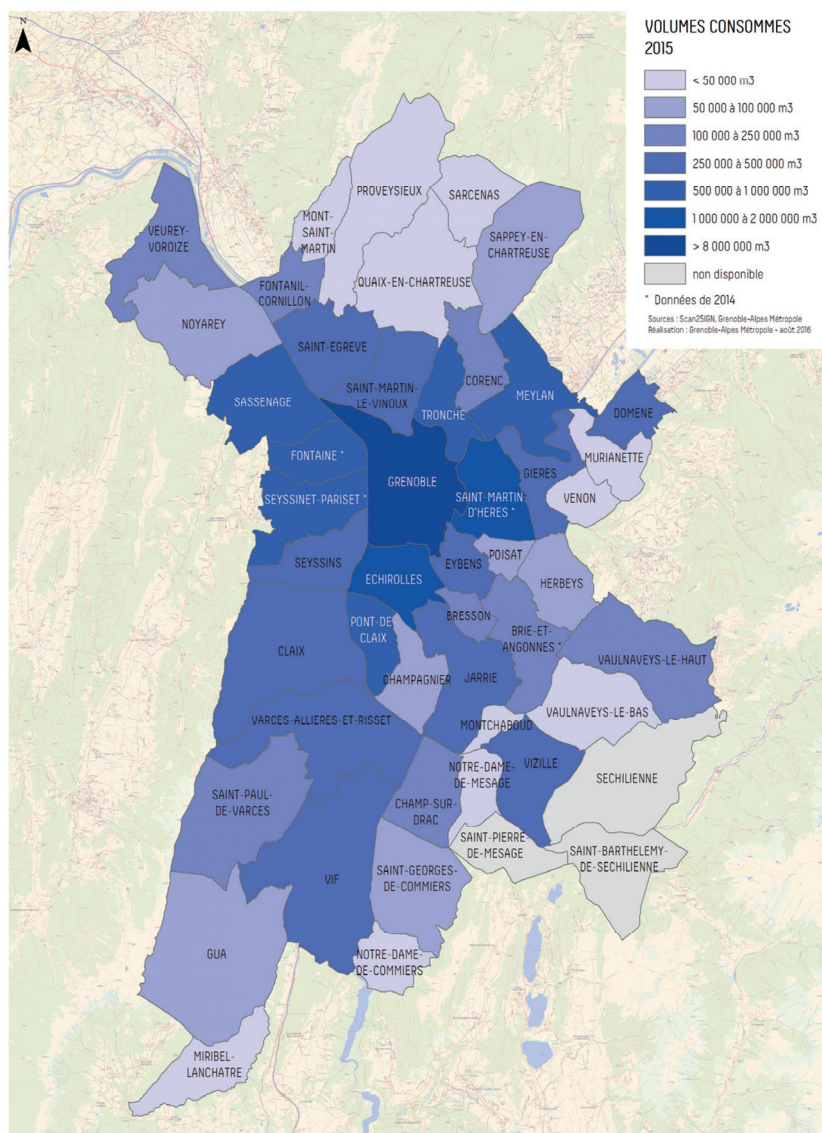 N
VOLUMES CONSOMMES
2015
< 50 000 m3
50 000 à 100 000 m3
100 000 à 250 000 m3
250 000 à 500 000 m3
500 000 à 1 000 000 m3
1 000 000 à 2 000 000 m3
> 8 000 000 m3
non disponible
* Données de 2014
Sources : Scan25IGN, Grenoble-Alpes Métropole
Réalisation : Grenoble-Alpes Métropole - août 2016
PROVEYSIEUX
SARCENAS
MONT-
SAINT-
MARTIN
VEUREY-
VOROIZE
SAPPEY-EN-
CHARTREUSE
QUAIX-EN-CHARTREUSE
FONTANIL-
CORNILLON
NOYAREY
SAINT-EGREVE
CORENC
SAINT-MARTIN-
LE-VINOUX
MEYLAN
SASSENAGE
TRONCHE
DOMENE
FONTAINE *
MURIANETTE
GRENOBLE
GIERES
SEYSSINET-PARISET *
SAINT-MARTIN-
D'HERES *
VENON
SEYSSINS
EYBENS
POISAT
ECHIROLLES
HERBEYS
BRESSON
PONT-DE
CLAIX
BRIE-ET-
ANGONNES *
CLAIX
VAULNAVEYS-LE-HAUT
CHAMPAGNIER
JARRIE
VAULNAVEYS-LE-BAS
VARCES-ALLIERES-ET-RISSET
MONTCHABOUD
NOTRE-DAME-
DE-MESAGE
VIZILLE
SECHILIENNE
SAINT-PAUL-
DE-VARCES
CHAMP-SUR-
DRAC
SAINT-PIERRE-
DE-MESAGE
SAINT-BARTHELEMY-
DE-SECHILIENNE
SAINT-GEORGES-
DE-COMMIERS
VIF
GUA
NOTRE-DAME-
DE-COMMIERS
MIRIBEL-
LANCHATRE